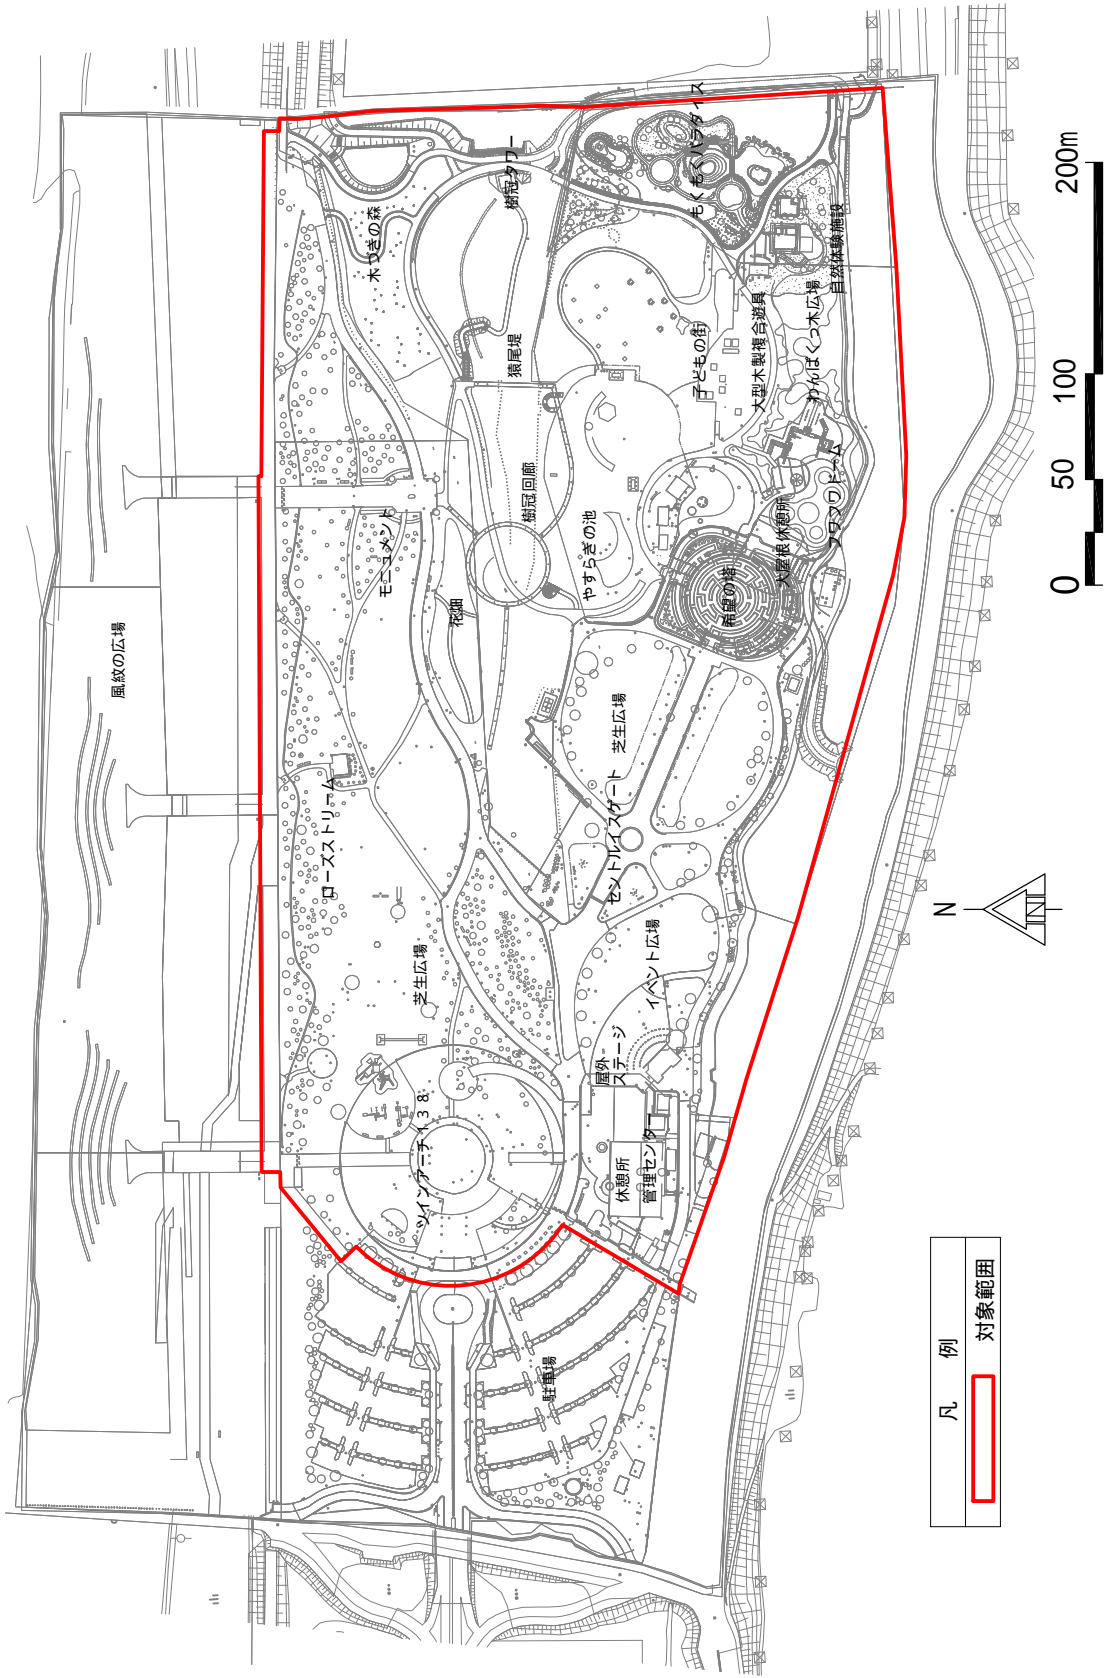 風紋の広場
木つきの森
樹冠タワー
もくもくパラダイス
猿尾堤
子どもの街
大型木製複合遊具
わんぱくっ木広場
自然体験施設
モニュメント
花畑
樹冠回廊
やすらぎの池
希望の塔
大屋根休憩所
フワフワドーム
ローズストリーム
芝生広場
セントルイスゲート
芝生広場
イベント広場
屋外
ステージ
ツインアーチ138
休憩所
管理センター
駐車場
N
0 50 100 200m
凡例
対象範囲